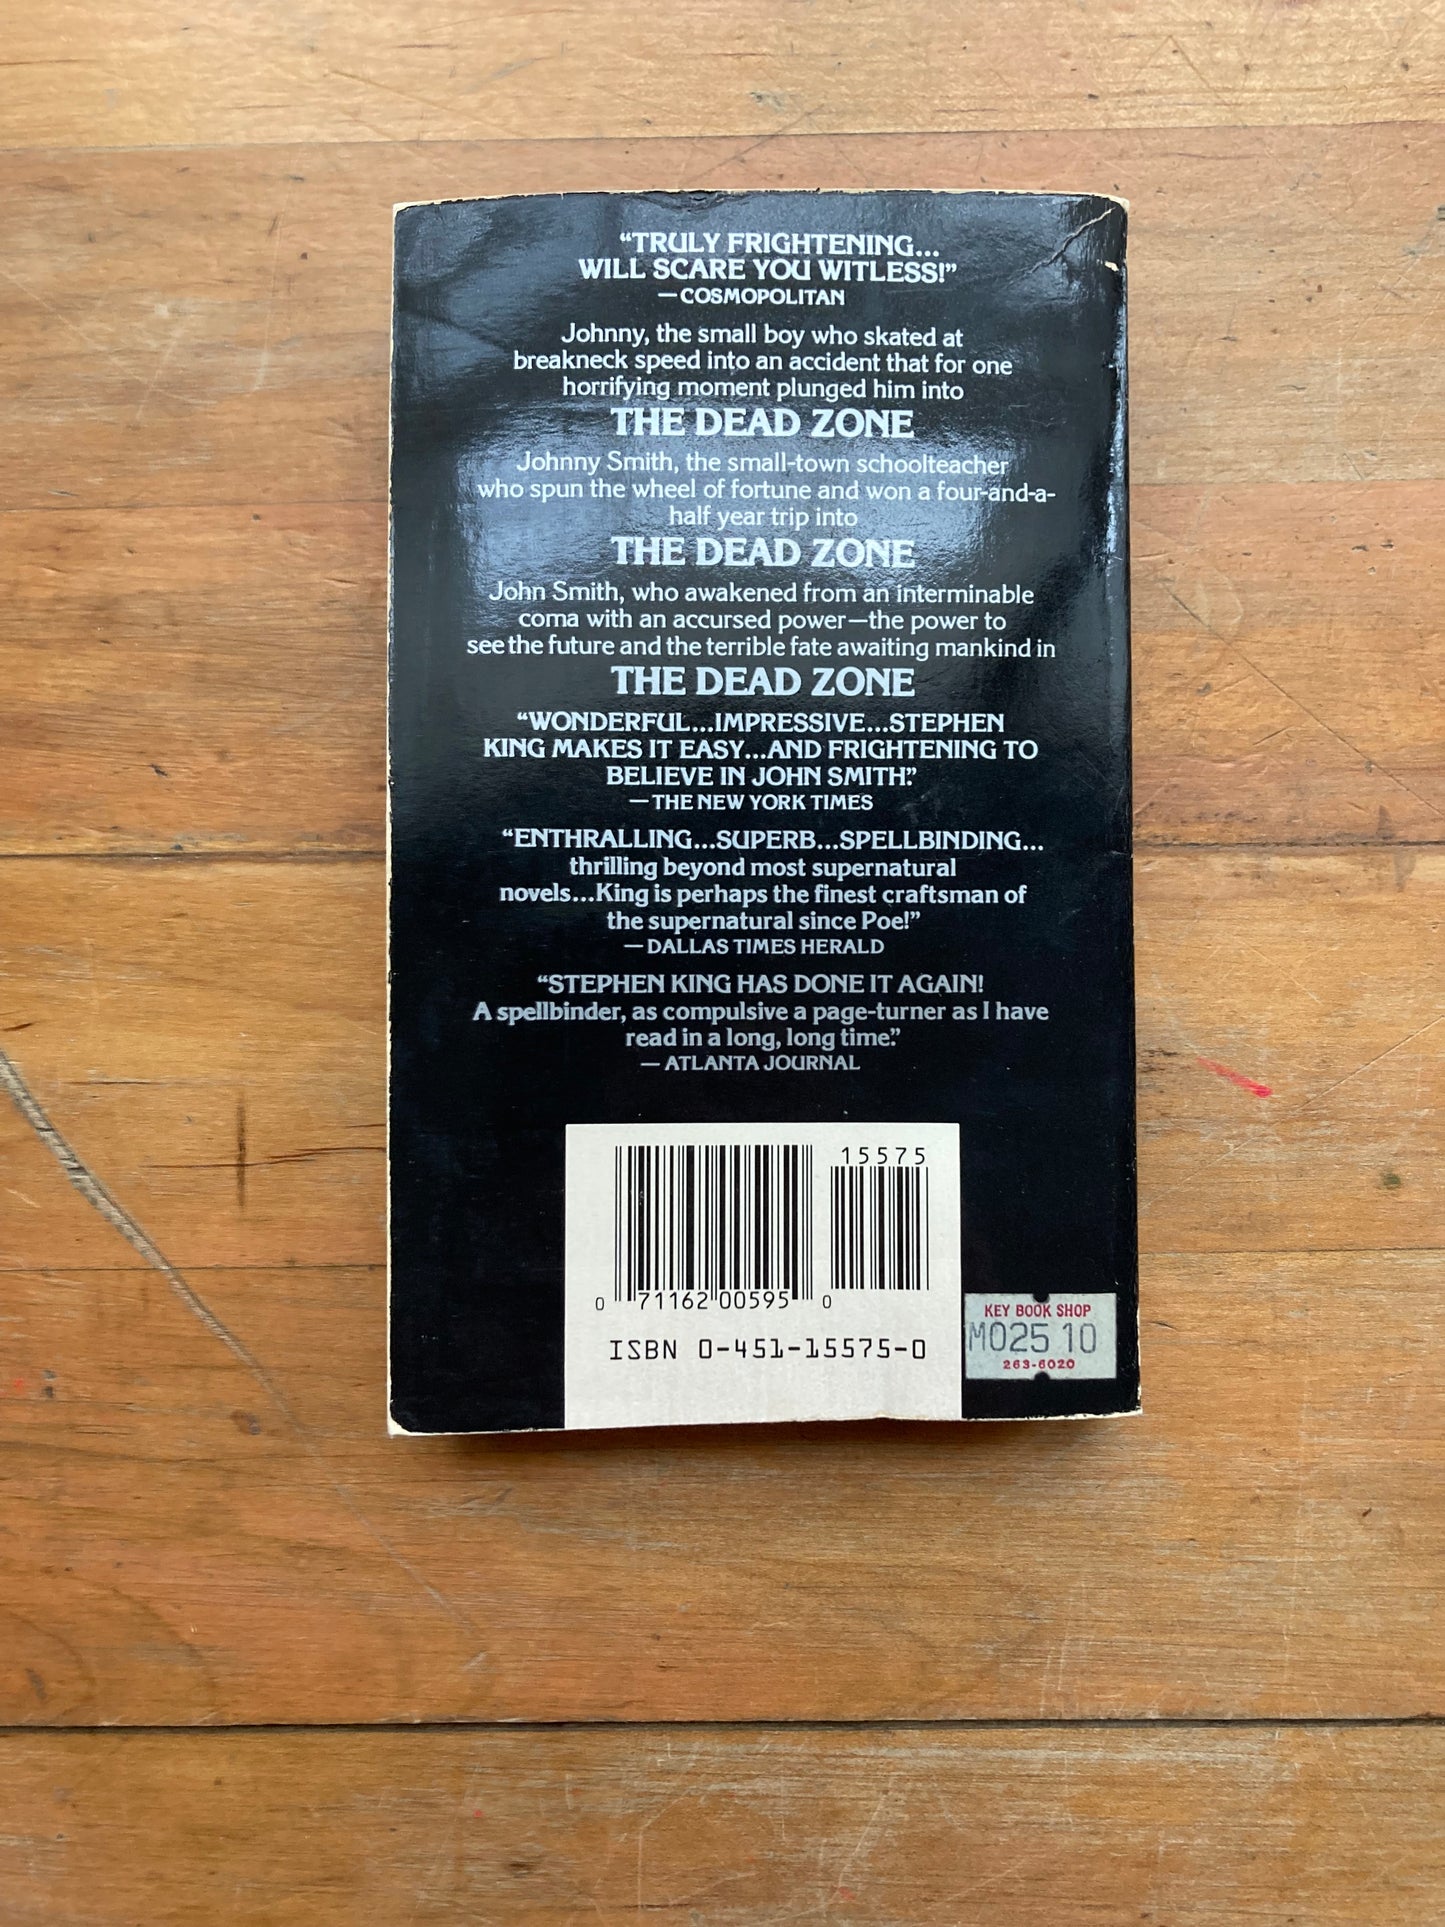 “TRULY FRIGHTENING...
WILL SCARE YOU WITLESS!”
—COSMOPOLITAN
Johnny, the small boy who skated at
breakneck speed into an accident that for one
horrifying moment plunged him into
THE DEAD ZONE
Johnny Smith, the small-town schoolteacher
who spun the wheel of fortune and won a four-and-a-
half year trip into
THE DEAD ZONE
John Smith, who awakened from an interminable
coma with an accursed power—the power to
see the future and the terrible fate awaiting mankind in
THE DEAD ZONE
“WONDERFUL...IMPRESSIVE...STEPHEN
KING MAKES IT EASY...AND FRIGHTENING TO
BELIEVE IN JOHN SMITH.”
—THE NEW YORK TIMES
“ENTHRALLING...SUPERB...SPELLBINDING...
thrilling beyond most supernatural
novels...King is perhaps the finest craftsman of
the supernatural since Poe!”
—DALLAS TIMES HERALD
“STEPHEN KING HAS DONE IT AGAIN!
A spellbinder, as compulsive a page-turner as I have
read in a long, long time.”
— ATLANTA JOURNAL
15575
0 71162 00595 0
ISBN 0-451-15575-0
KEY BOOK SHOP
M025 10
263-6020